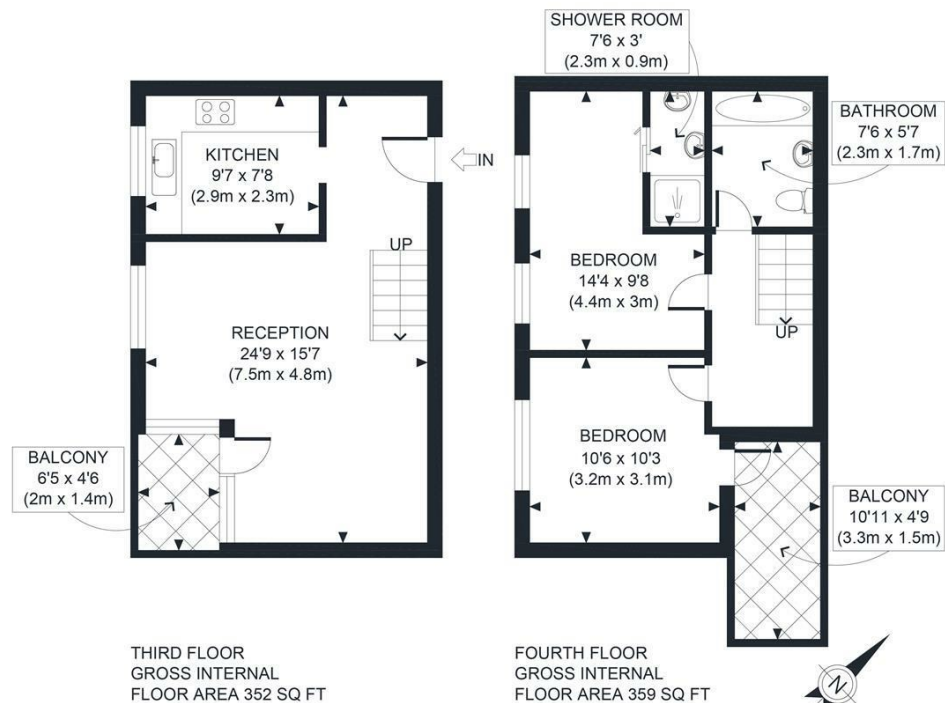 SHOWER ROOM
7'6 x 3'
(2.3m x 0.9m)
KITCHEN
9'7 x 7'8
(2.9m x 2.3m)
IN
BATHROOM
7'6 x 5'7
(2.3m x 1.7m)
UP
RECEPTION
24'9 x 15'7
(7.5m x 4.8m)
BEDROOM
14'4 x 9'8
(4.4m x 3m)
UP
BALCONY
6'5 x 4'6
(2m x 1.4m)
BEDROOM
10'6 x 10'3
(3.2m x 3.1m)
BALCONY
10'11 x 4'9
(3.3m x 1.5m)
THIRD FLOOR
GROSS INTERNAL
FLOOR AREA 352 SQ FT
FOURTH FLOOR
GROSS INTERNAL
FLOOR AREA 359 SQ FT
N